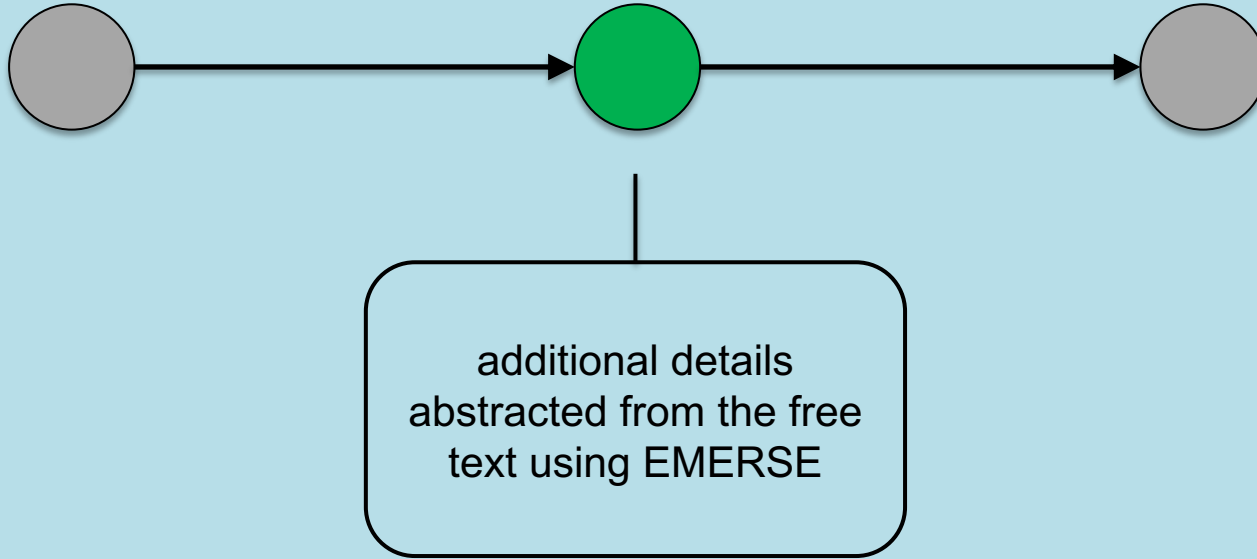 additional details
abstracted from the free
text using EMERSE